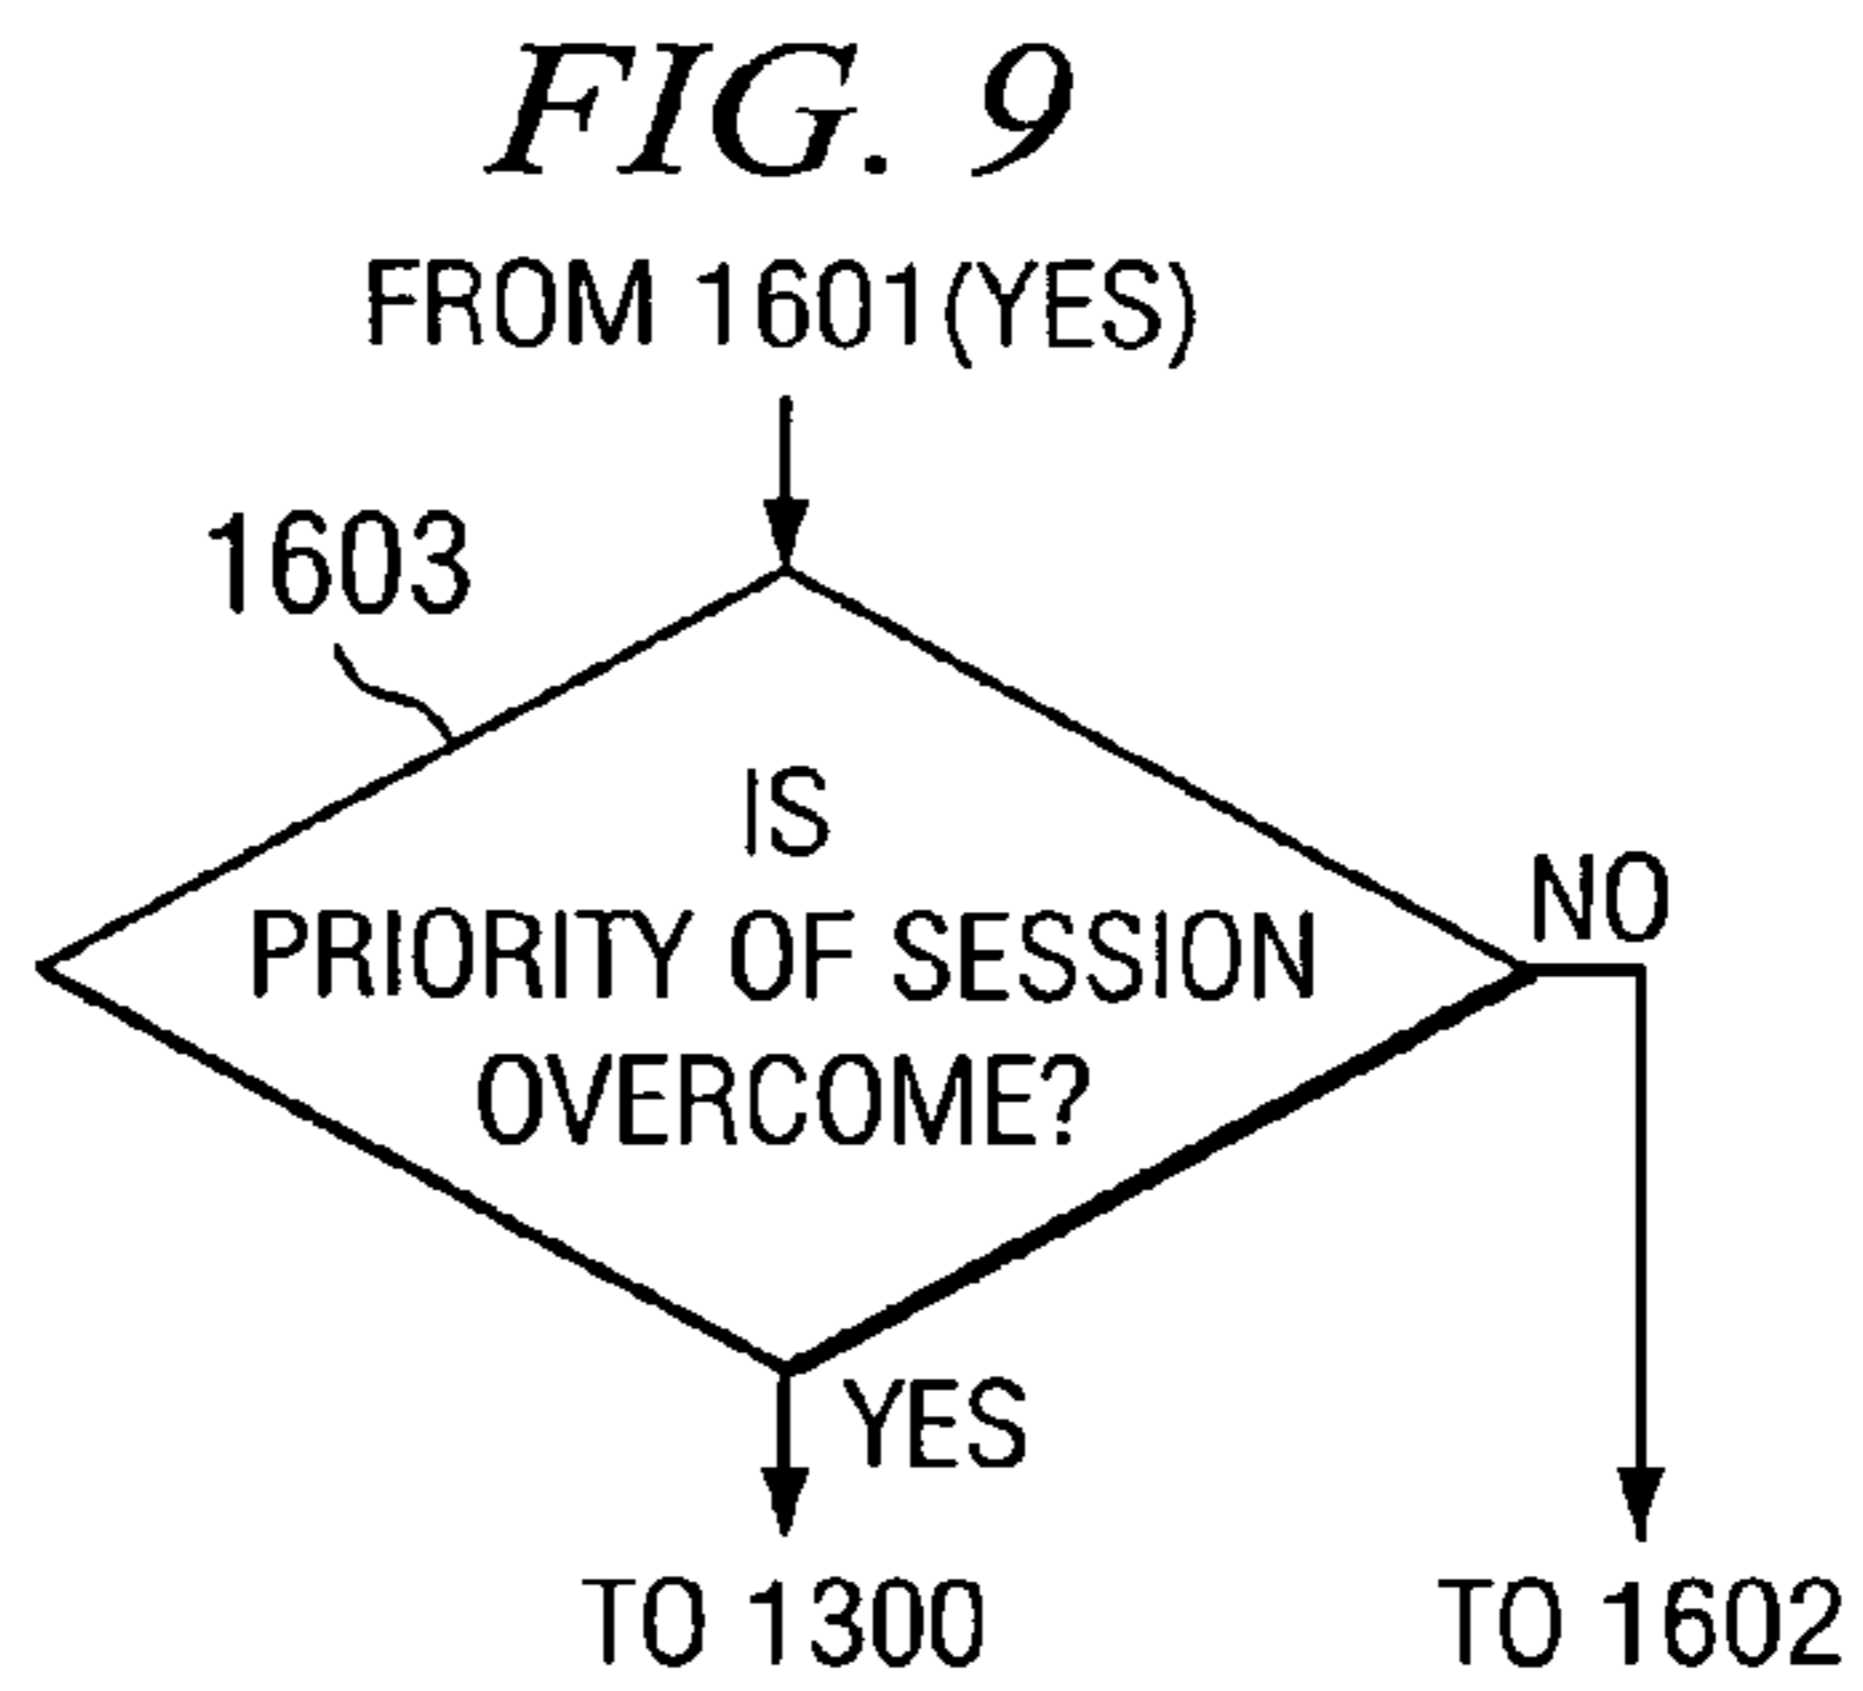 FIG. 9
FROM 1601(YES)
1603
IS
PRIORITY OF SESSION
OVERCOME?
NO
YES
TO 1300
TO 1602